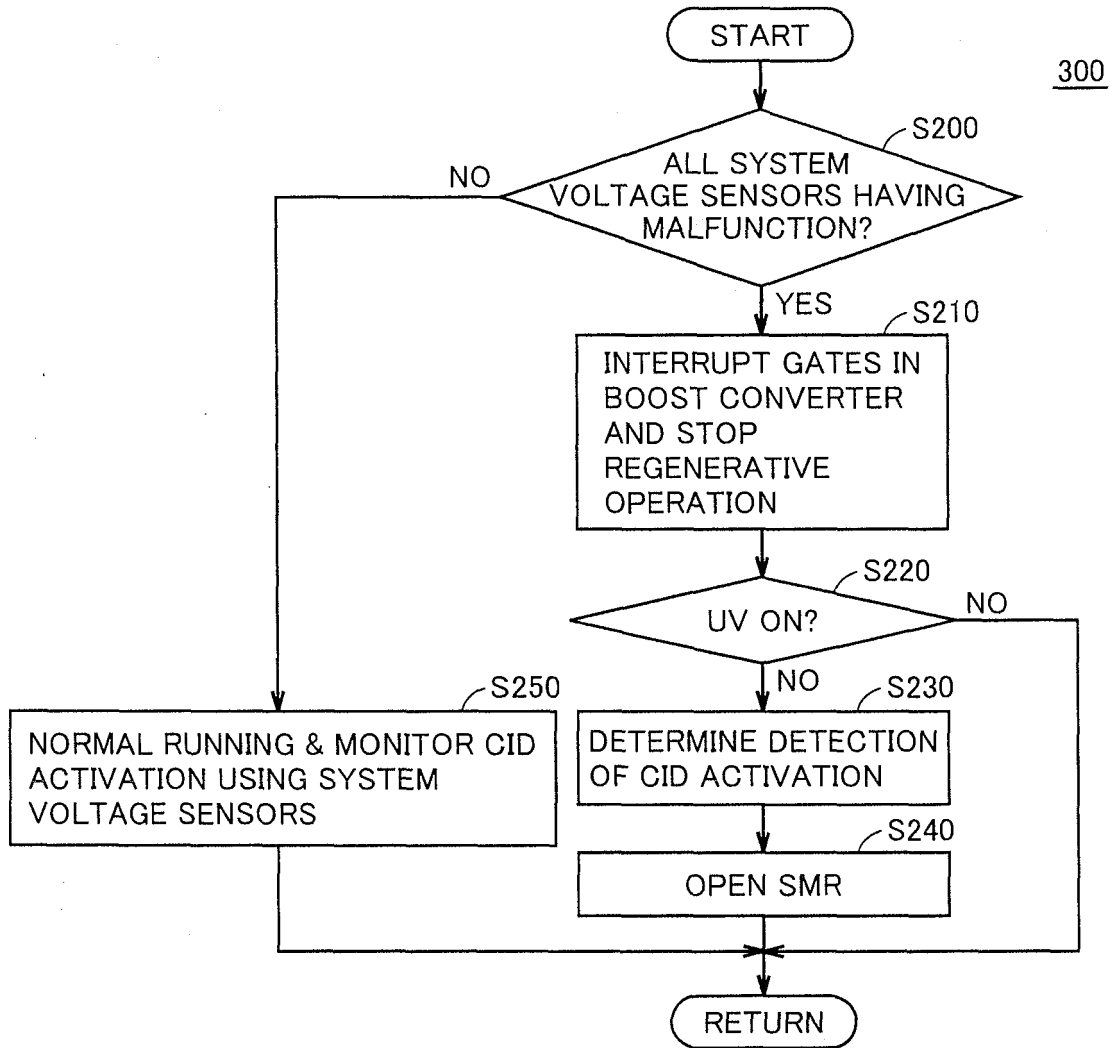 START
300
S200
ALL SYSTEM
VOLTAGE SENSORS HAVING
MALFUNCTION?
NO
YES
S210
INTERRUPT GATES IN
BOOST CONVERTER
AND STOP
REGENERATIVE
OPERATION
S220
UV ON?
NO
NO
S250
NORMAL RUNNING & MONITOR CID
ACTIVATION USING SYSTEM
VOLTAGE SENSORS
S230
DETERMINE DETECTION
OF CID ACTIVATION
S240
OPEN SMR
RETURN